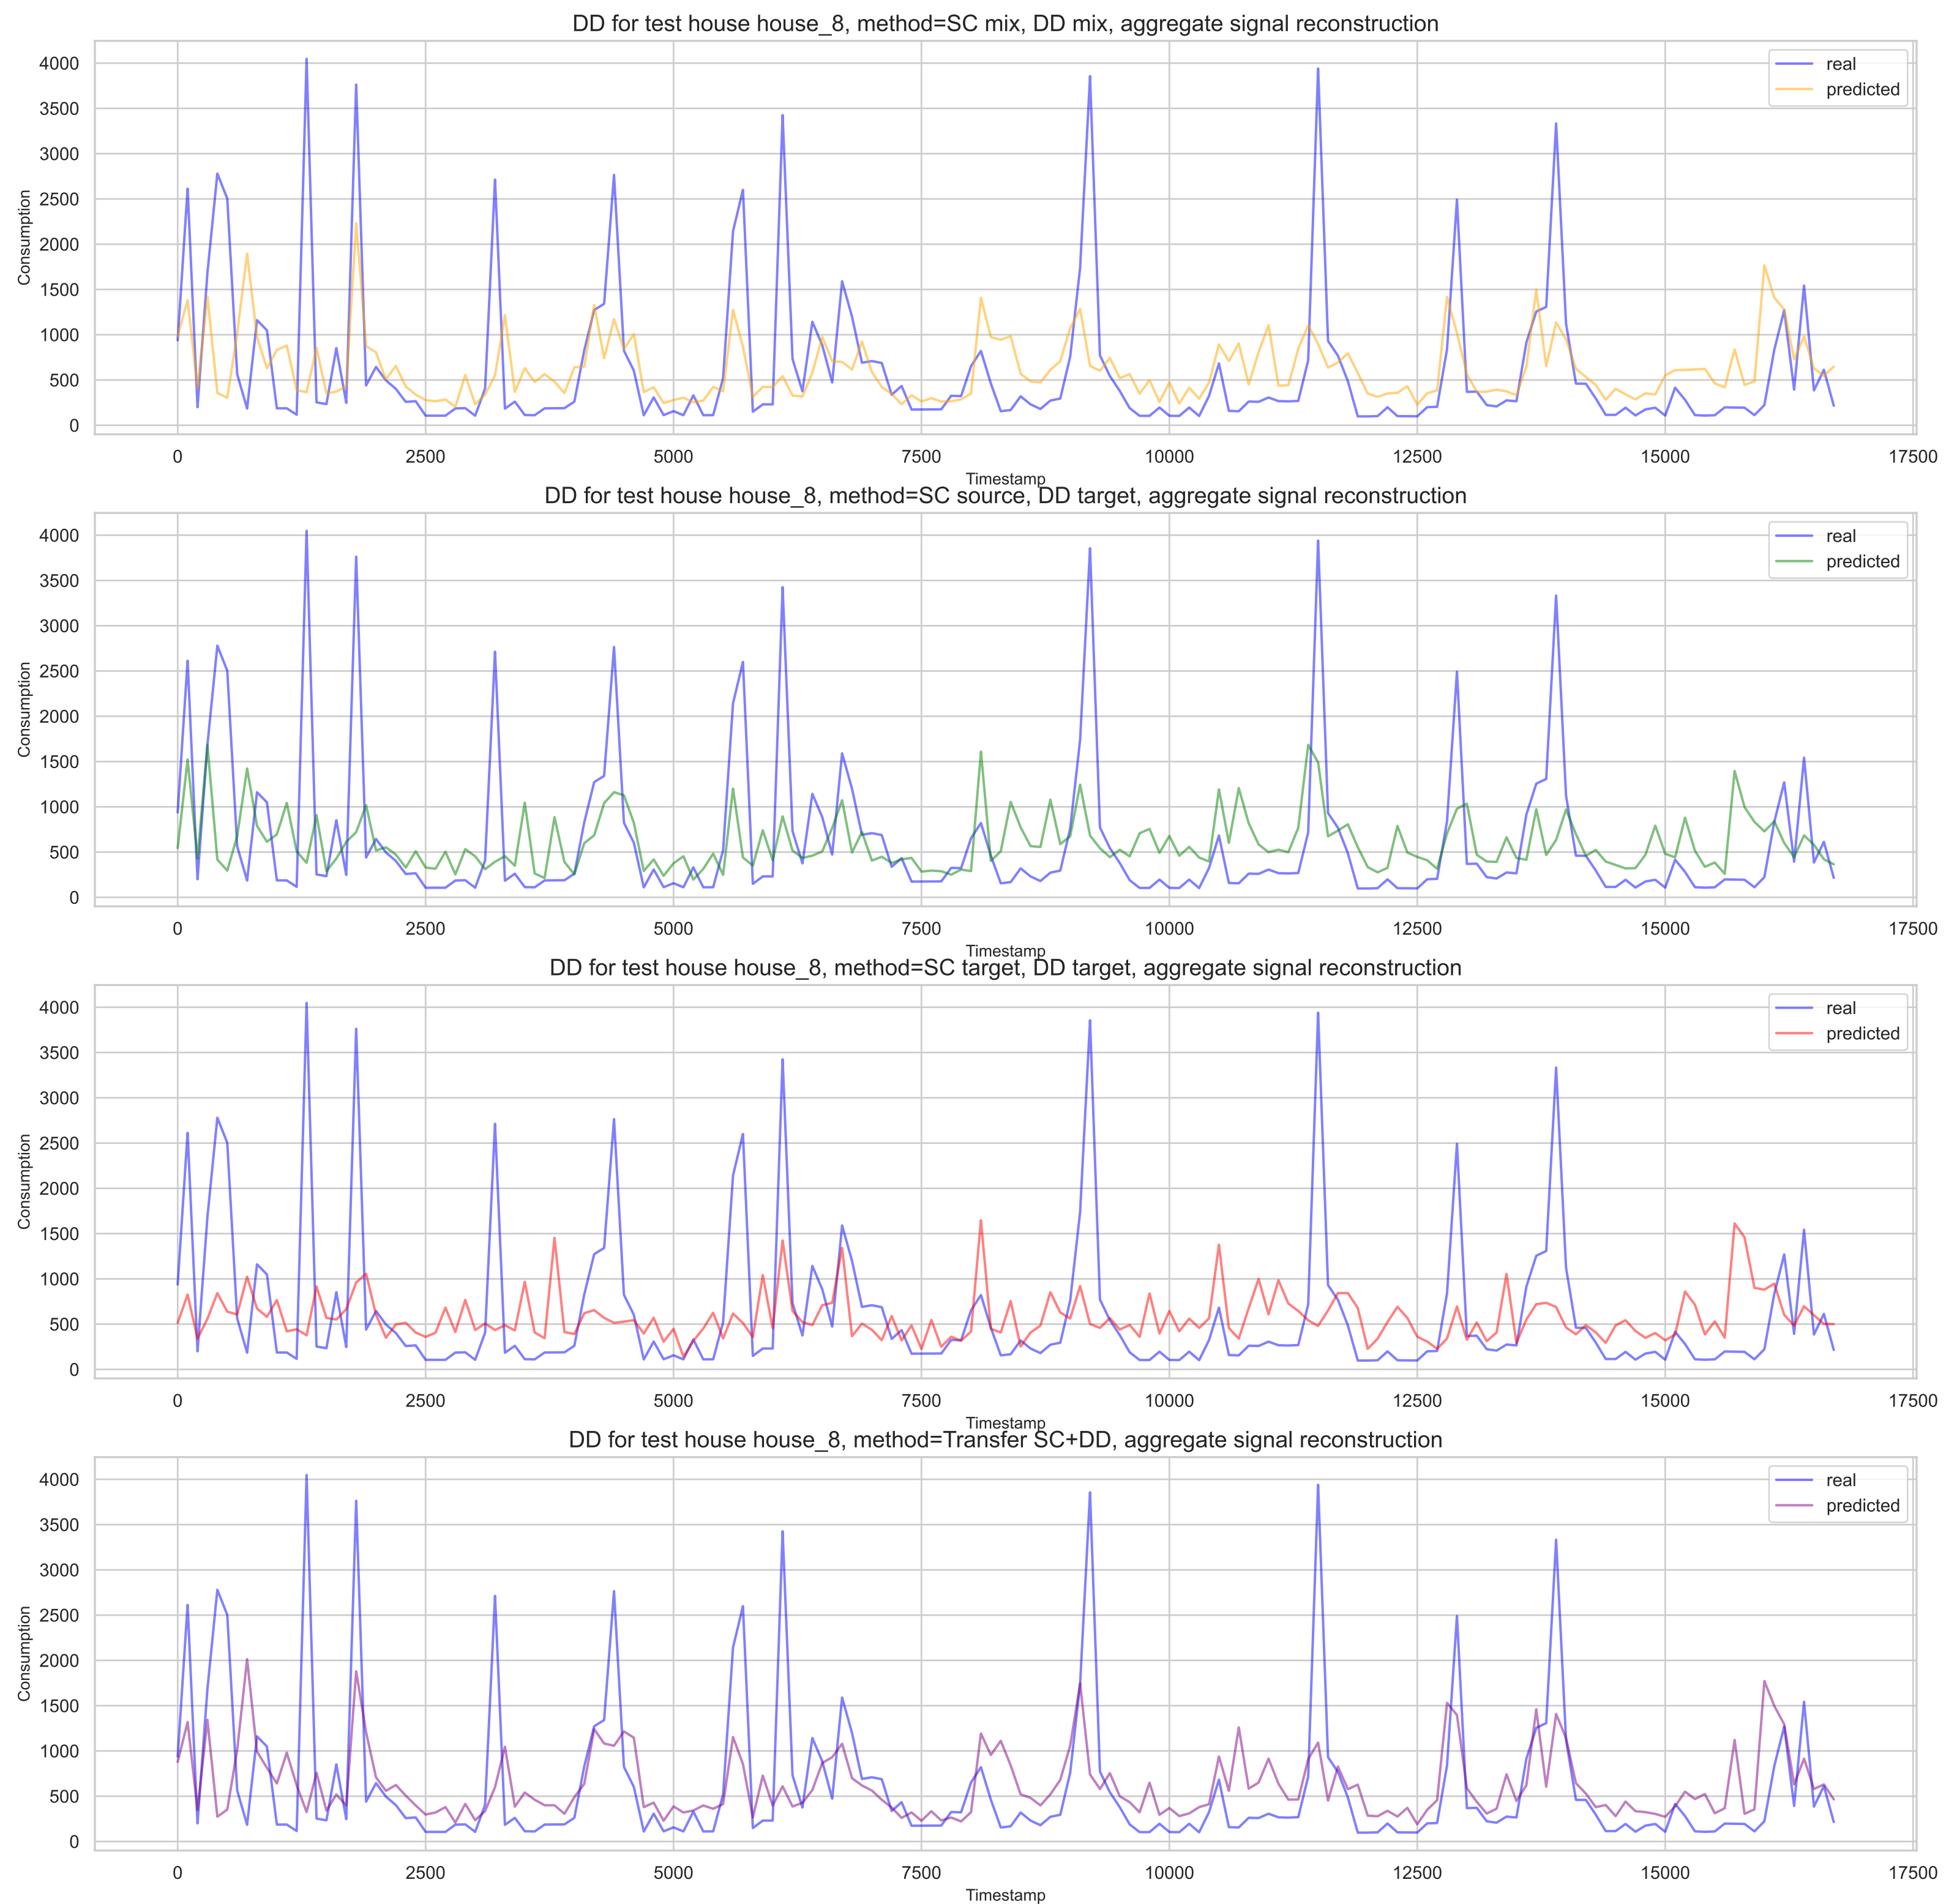 DD for test house house_8, method=SC mix, DD mix, aggregate signal reconstruction
4000
3500
3000
2500
2000
1500
1000
500
0
Consumption
real
predicted
0 2500 5000 7500 10000 12500 15000 17500
Timestamp
DD for test house house_8, method=SC source, DD target, aggregate signal reconstruction
4000
3500
3000
2500
2000
1500
1000
500
0
Consumption
real
predicted
0 2500 5000 7500 10000 12500 15000 17500
Timestamp
DD for test house house_8, method=SC target, DD target, aggregate signal reconstruction
4000
3500
3000
2500
2000
1500
1000
500
0
Consumption
real
predicted
0 2500 5000 7500 10000 12500 15000 17500
Timestamp
DD for test house house_8, method=Transfer SC+DD, aggregate signal reconstruction
4000
3500
3000
2500
2000
1500
1000
500
0
Consumption
real
predicted
0 2500 5000 7500 10000 12500 15000 17500
Timestamp